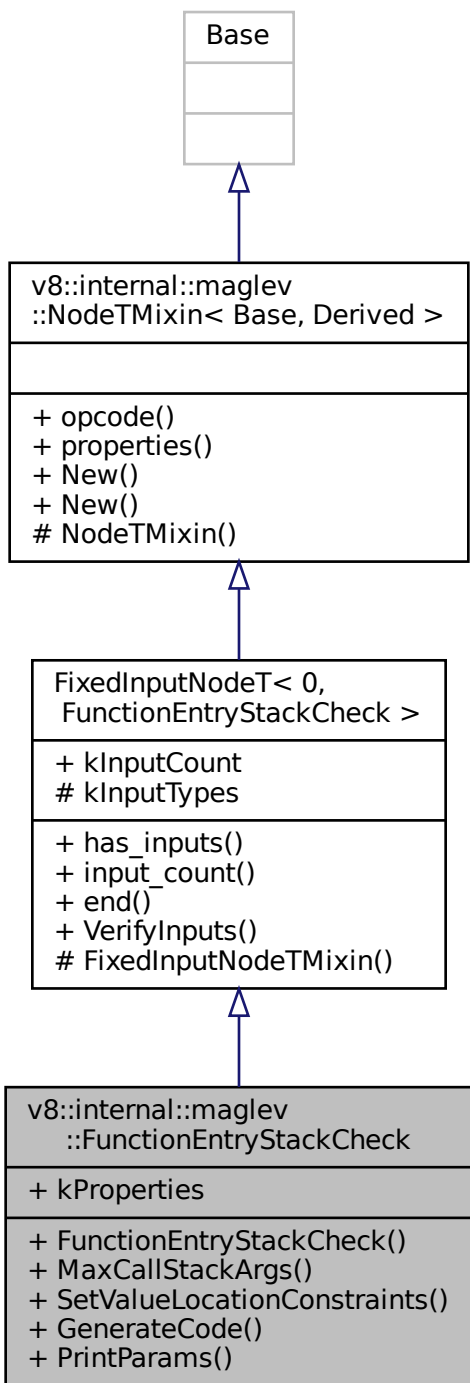 Base
v8::internal::maglev
::NodeTMixin< Base, Derived >
+ opcode()
+ properties()
+ New()
+ New()
# NodeTMixin()
FixedInputNodeT< 0,
FunctionEntryStackCheck >
+ kInputCount
# kInputTypes
+ has_inputs()
+ input_count()
+ end()
+ VerifyInputs()
# FixedInputNodeTMixin()
v8::internal::maglev
::FunctionEntryStackCheck
+ kProperties
+ FunctionEntryStackCheck()
+ MaxCallStackArgs()
+ SetValueLocationConstraints()
+ GenerateCode()
+ PrintParams()